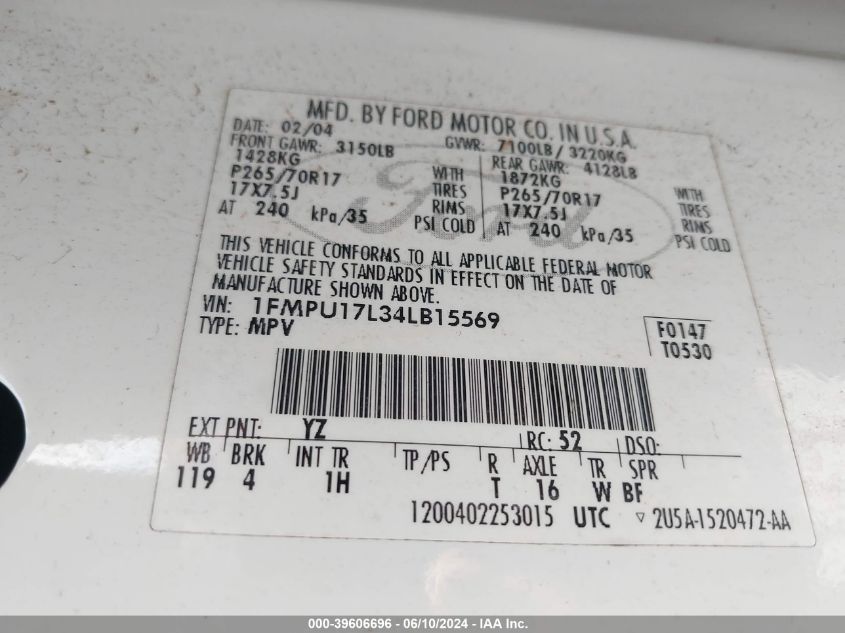 MFD. BY FORD MOTOR CO. IN U.S.A.
DATE: 02/04 GVWR: 7100LB / 3220KG
FRONT GAWR: 3150LB REAR GAWR: 4128LB
1428KG WITH 1872KG WITH
P265/70R17 TIRES P265/70R17 TIRES
17X7.5J RIMS 17X7.5J RIMS
AT 240 kPa/35 PSI COLD AT 240 kPa/35 PSI COLD
Ford
THIS VEHICLE CONFORMS TO ALL APPLICABLE FEDERAL MOTOR
VEHICLE SAFETY STANDARDS IN EFFECT ON THE DATE OF
MANUFACTURE SHOWN ABOVE.
VIN: 1FMPU17L34LB15569 F0147
TYPE: MPV T0530
EXT PNT: YZ RC: 52 DSO:
WB BRK INT TR TP/PS R AXLE TR SPR
119 4 1H T 16 W BF
1200402253015 UTC ▽ 2U5A-1520472-AA
000-39606696 - 06/10/2024 - IAA Inc.